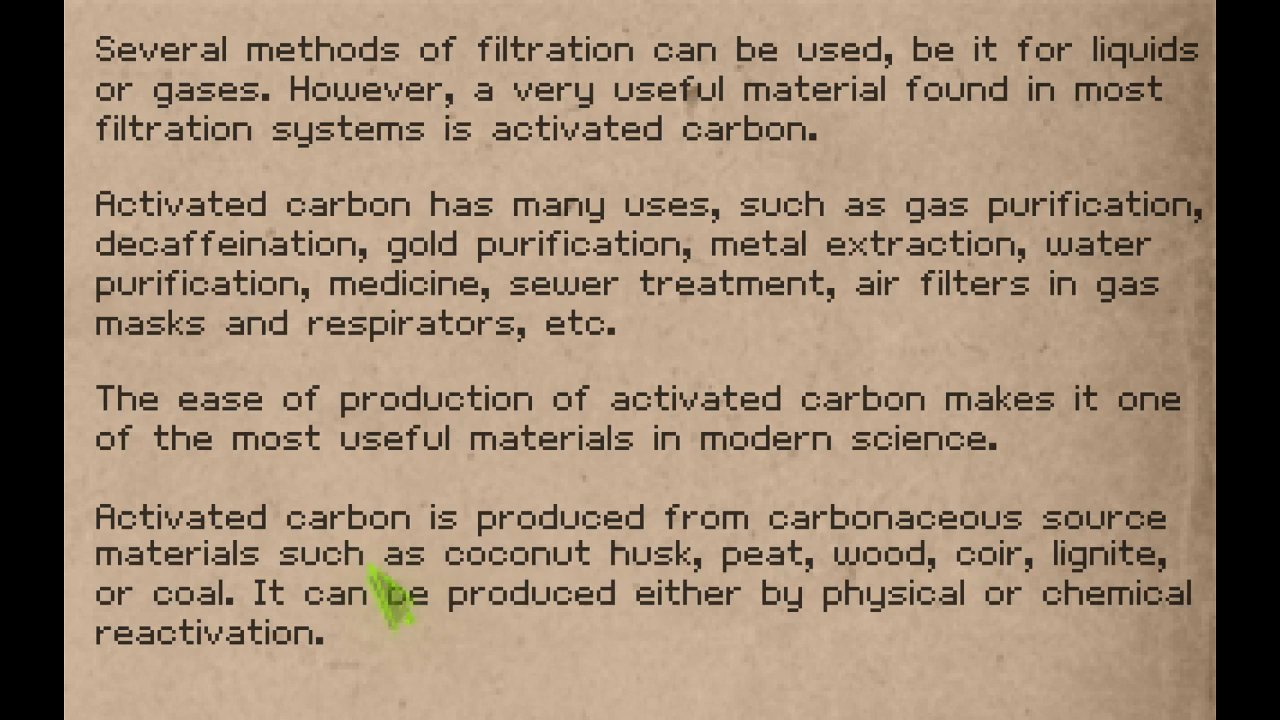 Several methods of filtration can be used, be it for liquids
or gases. However, a very useful material found in most
filtration systems is activated carbon.
Activated carbon has many uses, such as gas purification,
decaffeination, gold purification, metal extraction, water
purification, medicine, sewer treatment, air filters in gas
masks and respirators, etc.
The ease of production of activated carbon makes it one
of the most useful materials in modern science.
Activated carbon is produced from carbonaceous source
materials such as coconut husk, peat, wood, coir, lignite,
or coal. It can be produced either by physical or chemical
reactivation.